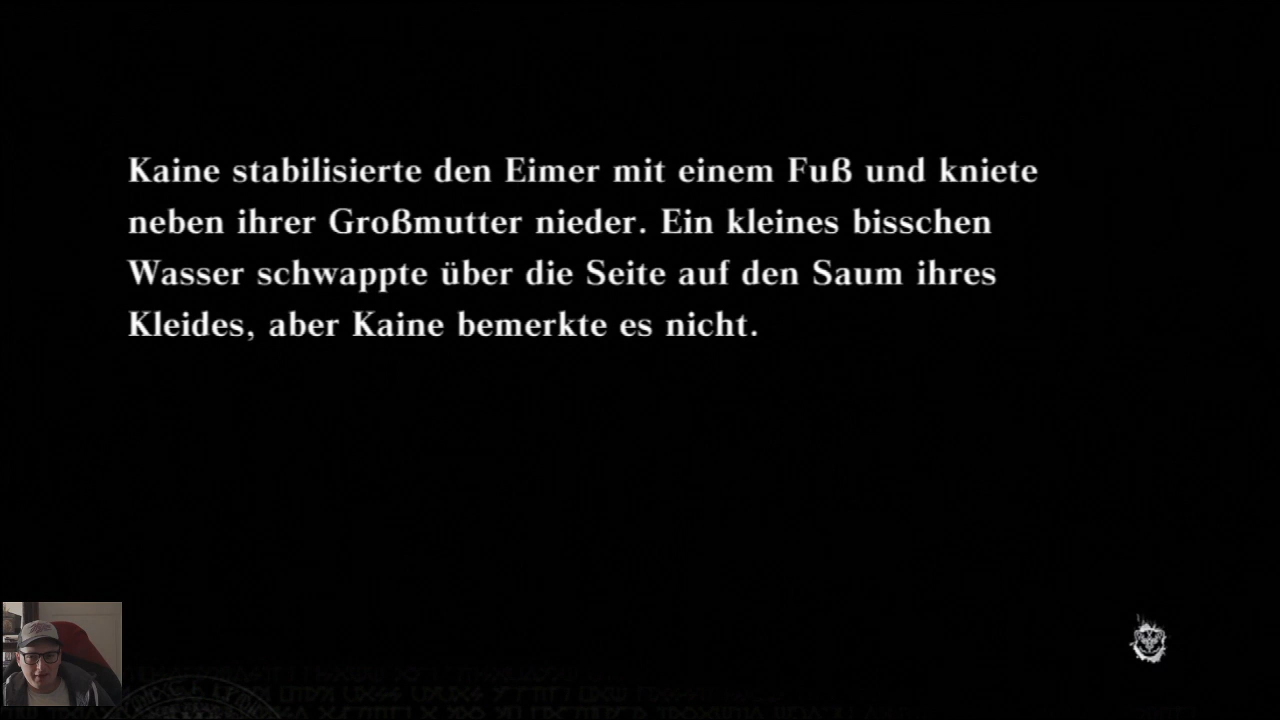 Kaine stabilisierte den Eimer mit einem Fuß und kniete
neben ihrer Großmutter nieder. Ein kleines bisschen
Wasser schwappte über die Seite auf den Saum ihres
Kleides, aber Kaine bemerkte es nicht.